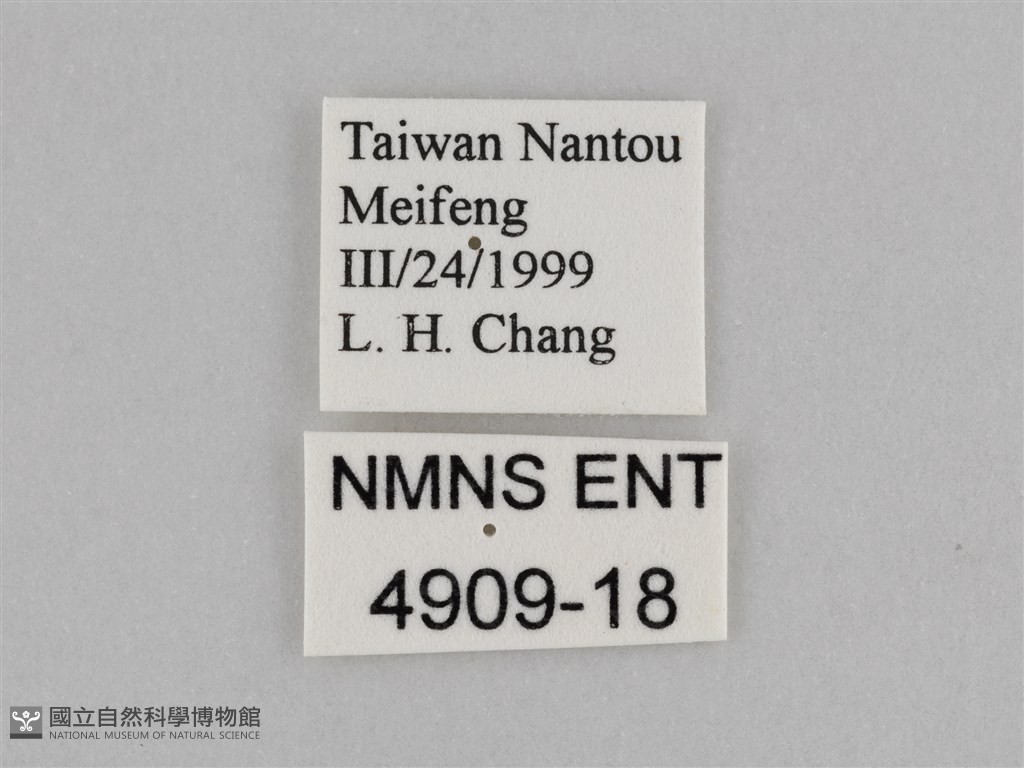 Taiwan Nantou
Meifeng
III/24/1999
L. H. Chang
NMNS ENT
4909-18
國立自然科學博物館
NATIONAL MUSEUM OF NATURAL SCIENCE